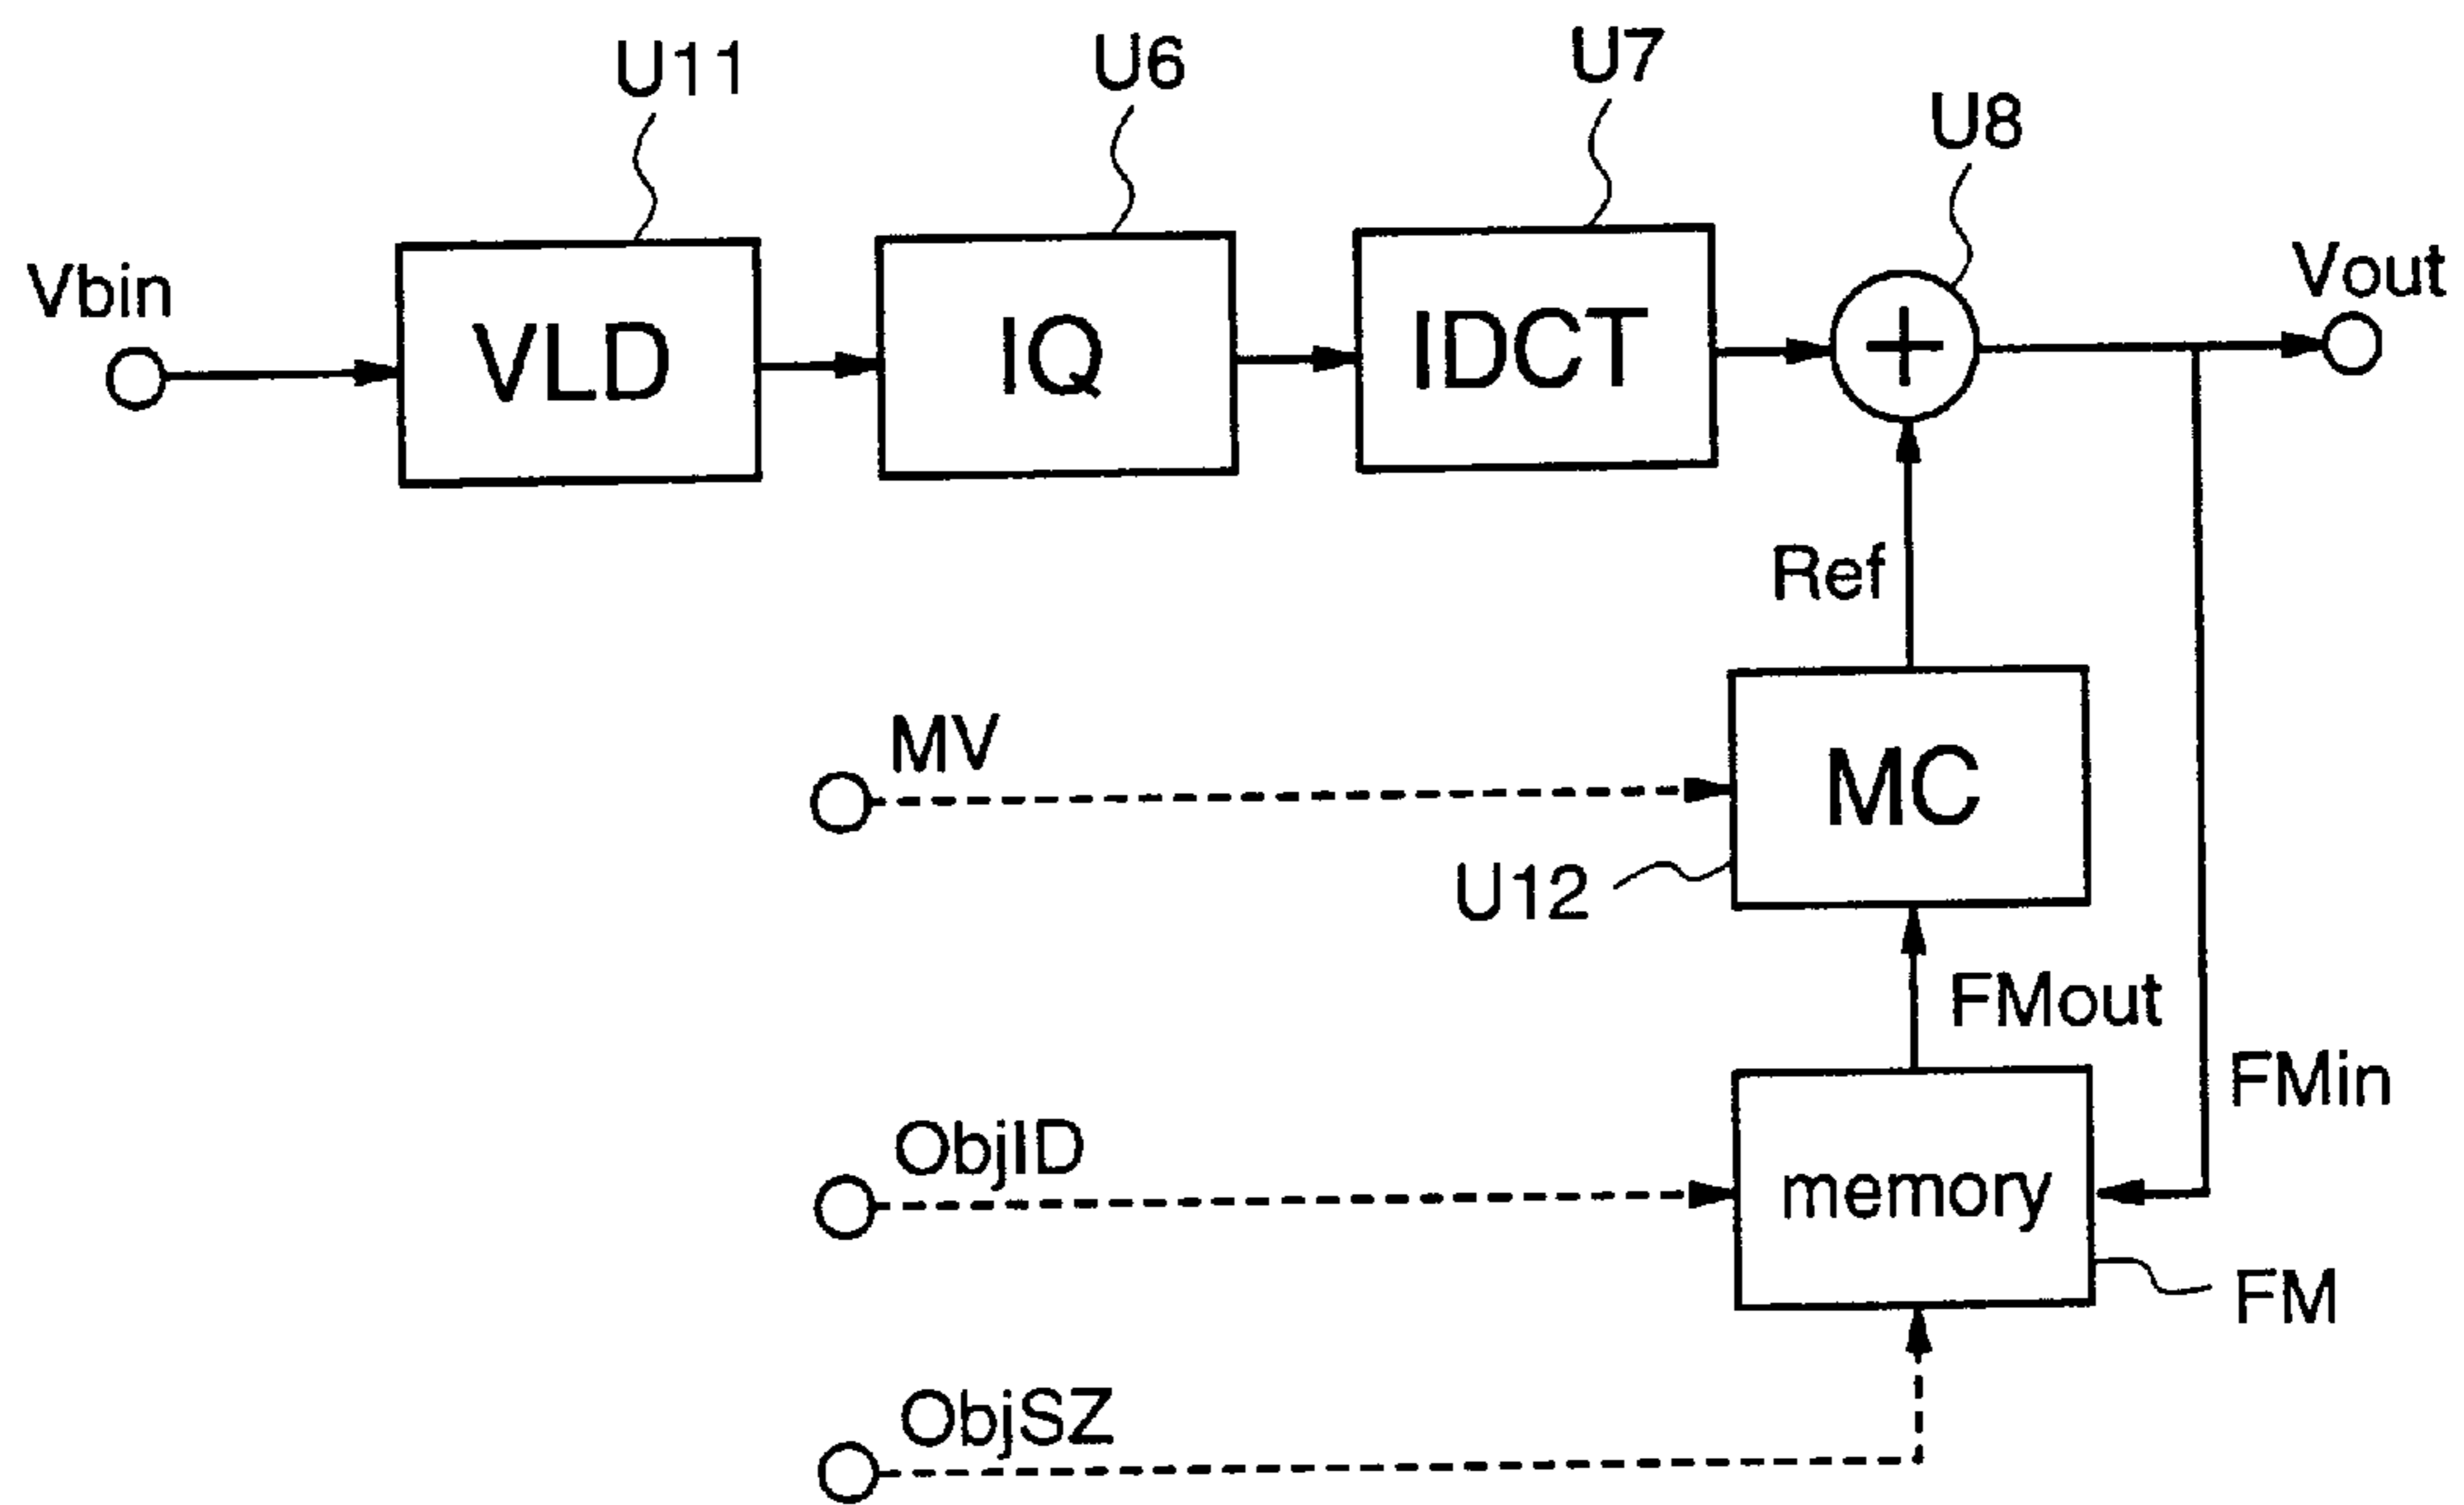 U11
U6
U7
U8
Vbin
VLD
IQ
IDCT
+
Vout
Ref
MV
MC
U12
FMout
FMin
ObjID
memory
FM
ObjSZ